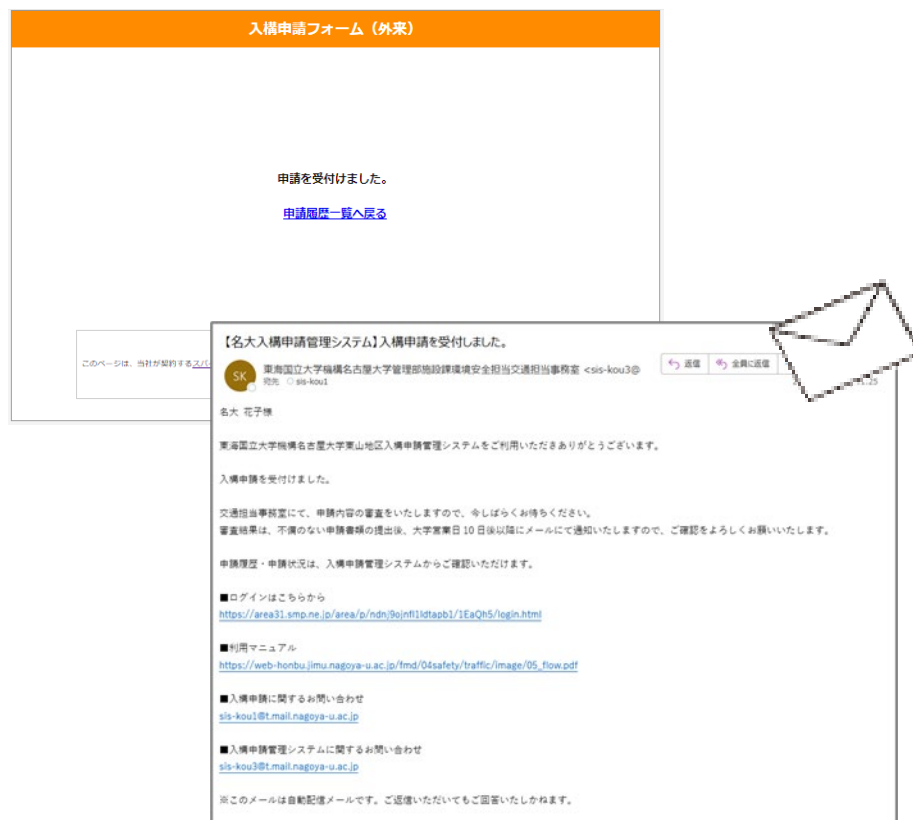 入構申請フォーム（外来）
申請を受付けました。
申請履歴一覧へ戻る
このページは、当社が契約するスパイ
【名大入構申請管理システム】入構申請を受付しました。
SK
東海国立大学機構名古屋大学管理部施設課環境安全担当交通担当事務室 <sis-kou3@
宛先 sis-kou1
返信 全員に返信
名大 花子様
東海国立大学機構名古屋大学東山地区入構申請管理システムをご利用いただきありがとうございます。
入構申請を受付けました。
交通担当事務室にて、申請内容の審査をいたしますので、今しばらくお待ちください。
審査結果は、不備のない申請書類の提出後、大学営業日 10 日後以降にメールにて通知いたしますので、ご確認をよろしくお願いいたします。
申請履歴・申請状況は、入構申請管理システムからご確認いただけます。
■ログインはこちらから
https://area31.smp.ne.jp/area/p/ndnj9ojnfl1ldtapb1/1EaQh5/login.html
■利用マニュアル
https://web-honbu.jimu.nagoya-u.ac.jp/fmd/04safety/traffic/image/05_flow.pdf
■入構申請に関するお問い合わせ
sis-kou1@t.mail.nagoya-u.ac.jp
■入構申請管理システムに関するお問い合わせ
sis-kou3@t.mail.nagoya-u.ac.jp
※このメールは自動配信メールです。ご返信いただいてもご回答いたしかねます。